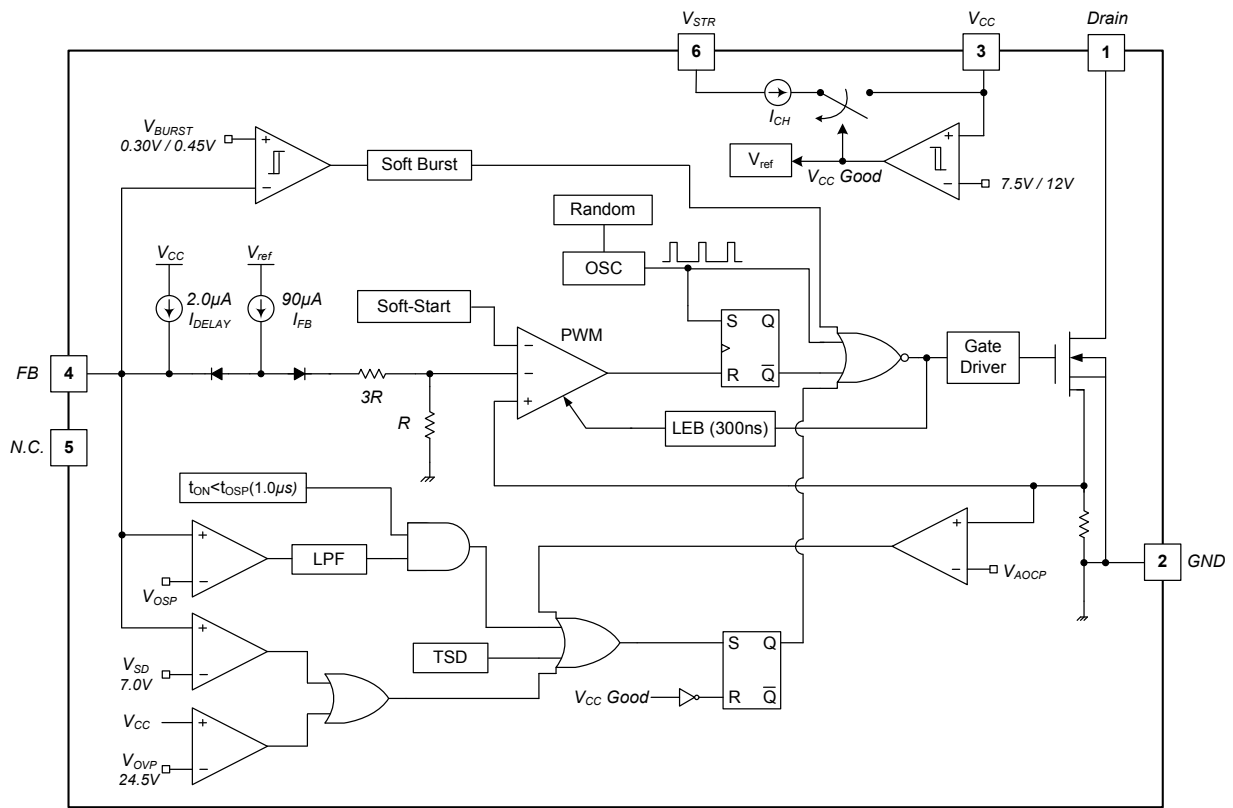 VSTR
VCC
Drain
6
3
1
ICH
VBURST
0.30V / 0.45V
+
−
Soft Burst
Vref
VCC Good
+
−
7.5V / 12V
Random
OSC
VCC
Vref
2.0µA
IDELAY
90µA
IFB
Soft-Start
PWM
−
−
+
S Q
R Q̅
Gate
Driver
FB
4
3R
R
LEB (300ns)
N.C.
5
tON<tOSP(1.0µs)
+
−
VOSP
LPF
+
−
VAOCP
2
GND
+
−
VSD
7.0V
TSD
S Q
R Q̅
VCC Good
VCC
+
−
VOVP
24.5V